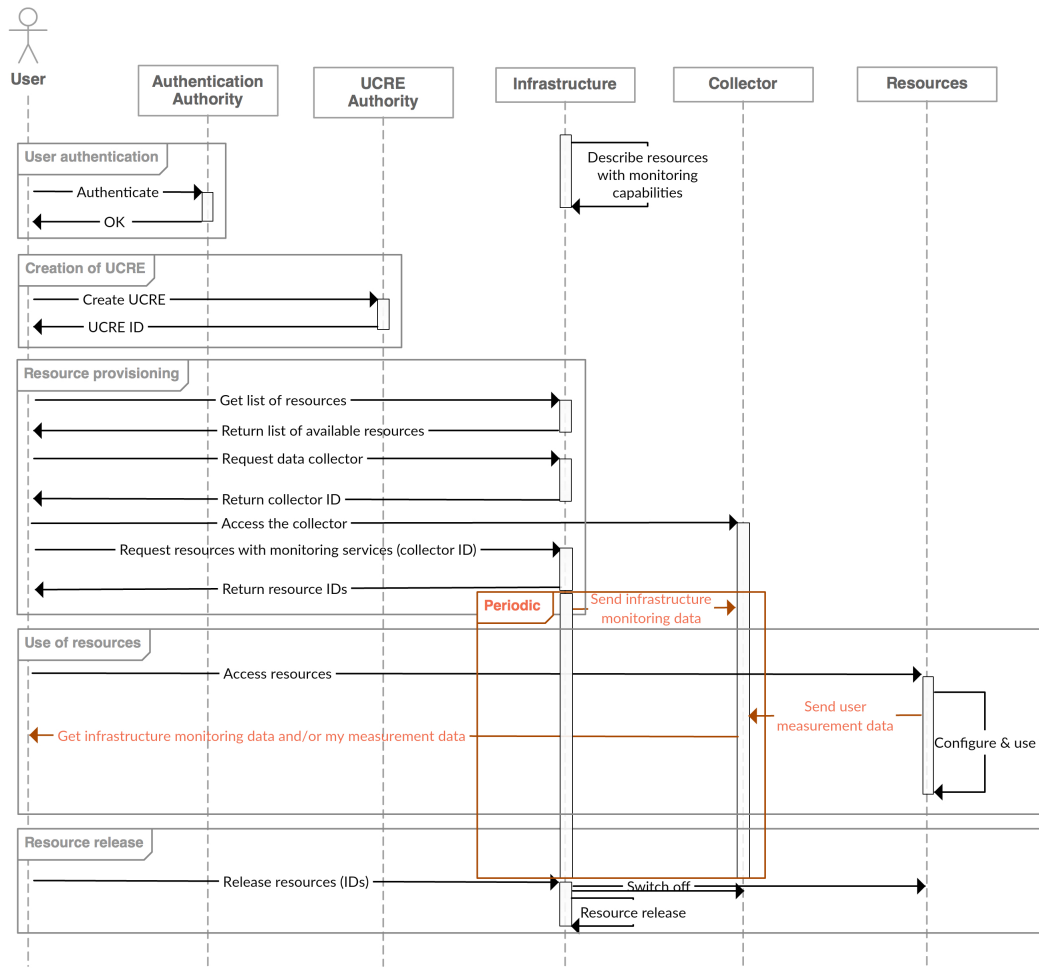 User
Authentication
Authority
UCRE
Authority
Infrastructure
Collector
Resources
User authentication
Describe resources
with monitoring
capabilities
Authenticate
OK
Creation of UCRE
Create UCRE
UCRE ID
Resource provisioning
Get list of resources
Return list of available resources
Request data collector
Return collector ID
Access the collector
Request resources with monitoring services (collector ID)
Return resource IDs
Periodic
Send infrastructure
monitoring data
Use of resources
Access resources
Send user
measurement data
Get infrastructure monitoring data and/or my measurement data
Configure & use
Resource release
Release resources (IDs)
Switch off
Resource release